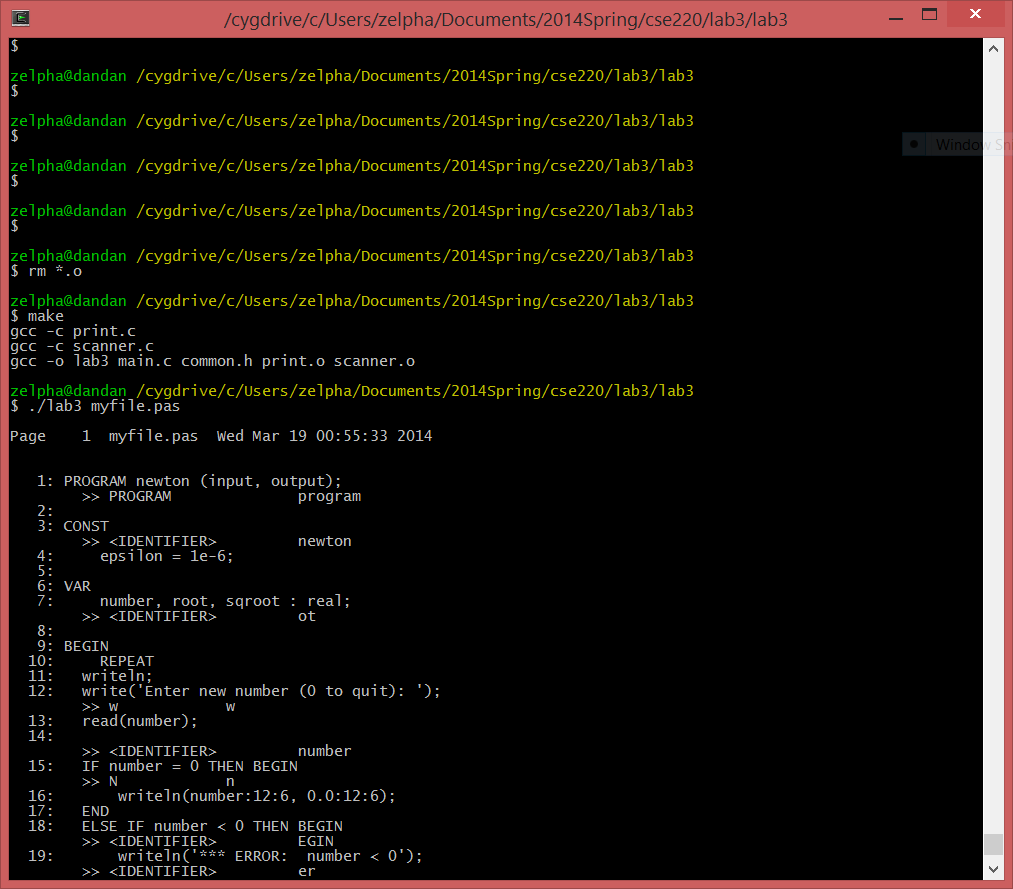 /cygdrive/c/Users/zelpha/Documents/2014Spring/cse220/lab3/lab3
$
zelpha@dandan /cygdrive/c/Users/zelpha/Documents/2014Spring/cse220/lab3/lab3
$
zelpha@dandan /cygdrive/c/Users/zelpha/Documents/2014Spring/cse220/lab3/lab3
$
Window Sni
zelpha@dandan /cygdrive/c/Users/zelpha/Documents/2014Spring/cse220/lab3/lab3
$
zelpha@dandan /cygdrive/c/Users/zelpha/Documents/2014Spring/cse220/lab3/lab3
$
zelpha@dandan /cygdrive/c/Users/zelpha/Documents/2014Spring/cse220/lab3/lab3
$ rm *.o
zelpha@dandan /cygdrive/c/Users/zelpha/Documents/2014Spring/cse220/lab3/lab3
$ make
gcc -c print.c
gcc -c scanner.c
gcc -o lab3 main.c common.h print.o scanner.o
zelpha@dandan /cygdrive/c/Users/zelpha/Documents/2014Spring/cse220/lab3/lab3
$ ./lab3 myfile.pas
Page    1  myfile.pas  Wed Mar 19 00:55:33 2014
   1: PROGRAM newton (input, output);
        >> PROGRAM              program
   2:
   3: CONST
        >> <IDENTIFIER>         newton
   4:     epsilon = 1e-6;
   5:
   6: VAR
   7:     number, root, sqroot : real;
        >> <IDENTIFIER>         ot
   8:
   9: BEGIN
  10:     REPEAT
  11:   writeln;
  12:   write('Enter new number (0 to quit): ');
        >> w            w
  13:   read(number);
  14:
        >> <IDENTIFIER>         number
  15:   IF number = 0 THEN BEGIN
        >> N            n
  16:       writeln(number:12:6, 0.0:12:6);
  17:   END
  18:   ELSE IF number < 0 THEN BEGIN
        >> <IDENTIFIER>         EGIN
  19:       writeln('*** ERROR:  number < 0');
        >> <IDENTIFIER>         er